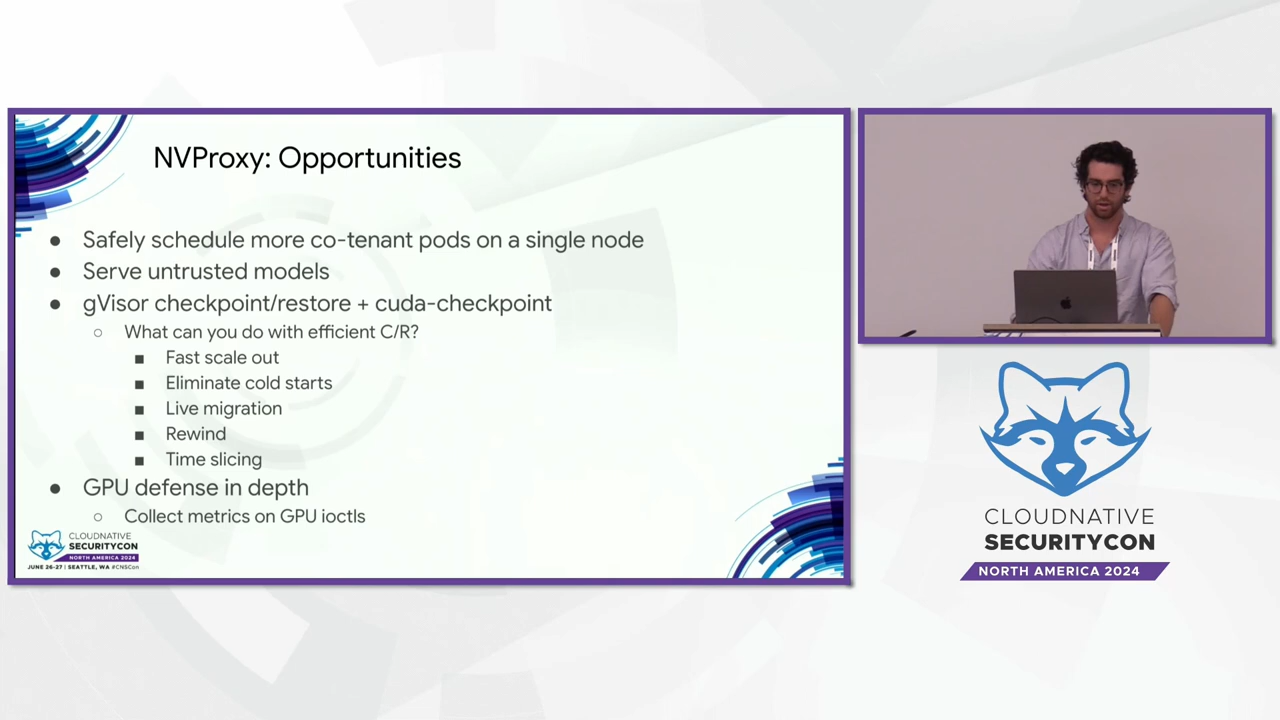 NVProxy: Opportunities
● Safely schedule more co-tenant pods on a single node
● Serve untrusted models
● gVisor checkpoint/restore + cuda-checkpoint
○ What can you do with efficient C/R?
■ Fast scale out
■ Eliminate cold starts
■ Live migration
■ Rewind
■ Time slicing
● GPU defense in depth
○ Collect metrics on GPU ioctls
CLOUDNATIVE
SECURITYCON
NORTH AMERICA 2024
JUNE 26-27 | SEATTLE, WA #CNSCon
CLOUDNATIVE
SECURITYCON
NORTH AMERICA 2024